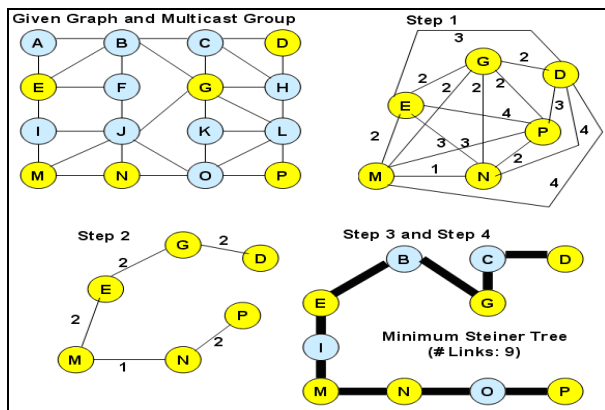 Given Graph and Multicast Group
A B C D
E F G H
I J K L
M N O P
Step 1
3
G 2 D
2 2 2 2
E 4 3
P
2 3 3 2 4
M 1 N
4
Step 2
G 2 D
2
E
2 P
M 1 N 2
Step 3 and Step 4
B C D
E G
I
Minimum Steiner Tree
(# Links: 9)
M N O P